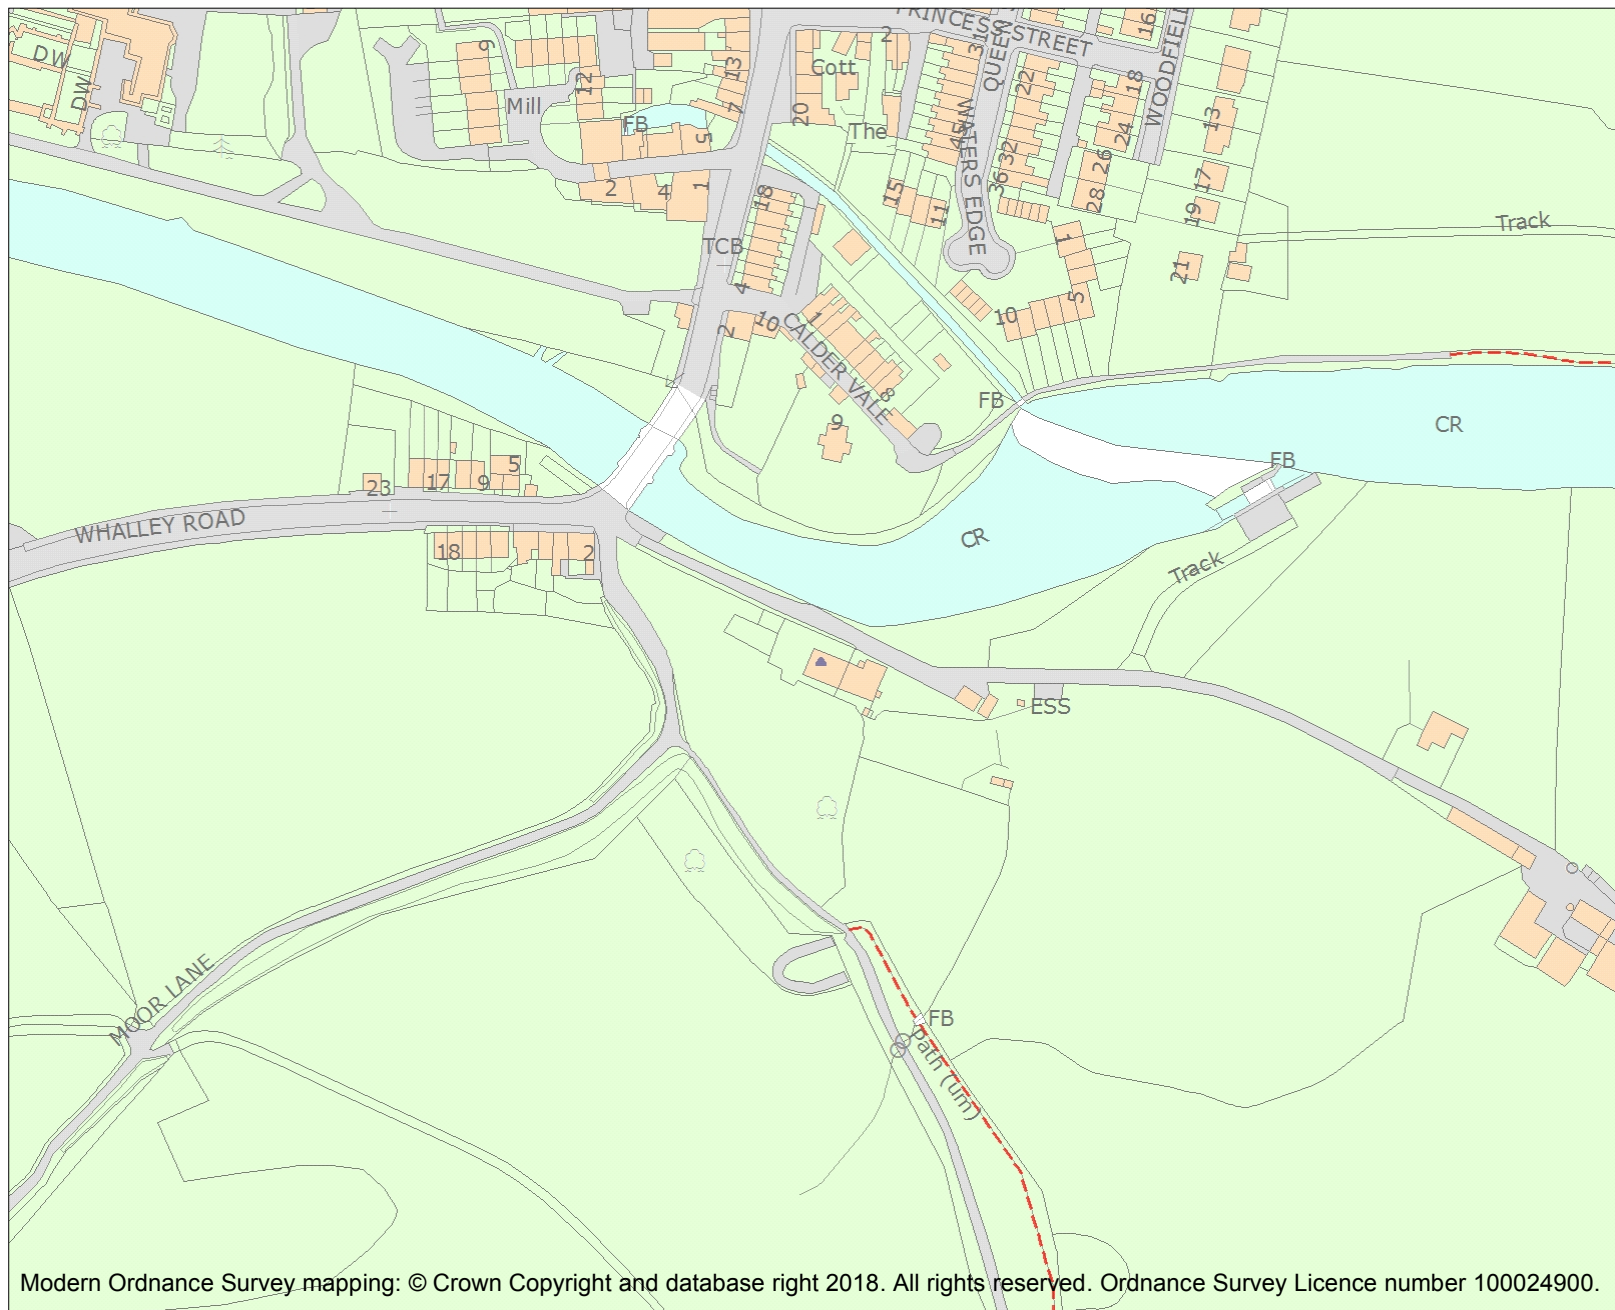 PRINCESS STREET
16
DW
DW
9
12
Mill
FB
13
7
5
2
4
1
20
Cott
2
The
31
QUEEN
22
18
WOODFIELD
13
24
WATERS EDGE
45
32
26
36
28
17
19
21
15
11
18
TCB
4
2
10
1
CALDER VALE
8
9
1
5
10
Track
FB
CR
FB
CR
Track
5
9
17
23
WHALLEY ROAD
18
2
ESS
MOOR LANE
FB
Path (um)
Modern Ordnance Survey mapping: © Crown Copyright and database right 2018. All rights reserved. Ordnance Survey Licence number 100024900.